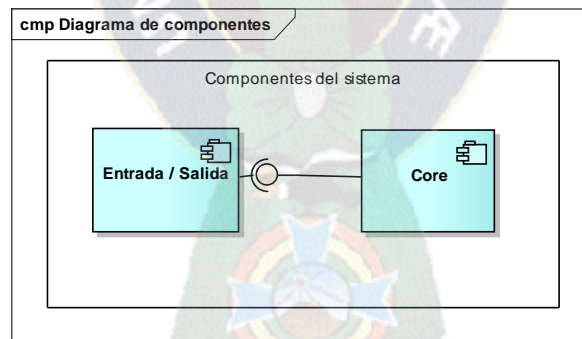 cmp Diagrama de componentes
Componentes del sistema
Entrada / Salida
Core